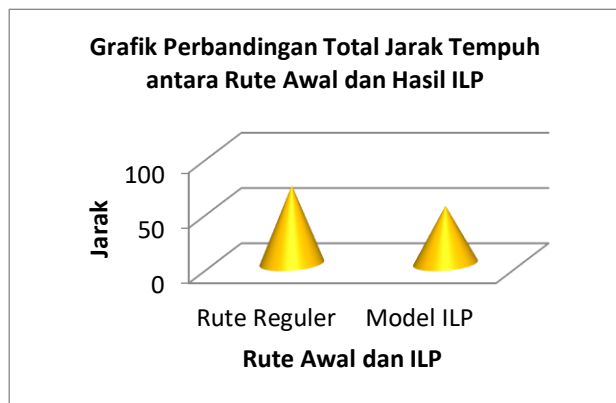 Grafik Perbandingan Total Jarak Tempuh
antara Rute Awal dan Hasil ILP
100
50
0
Jarak
Rute Reguler
Model ILP
Rute Awal dan ILP